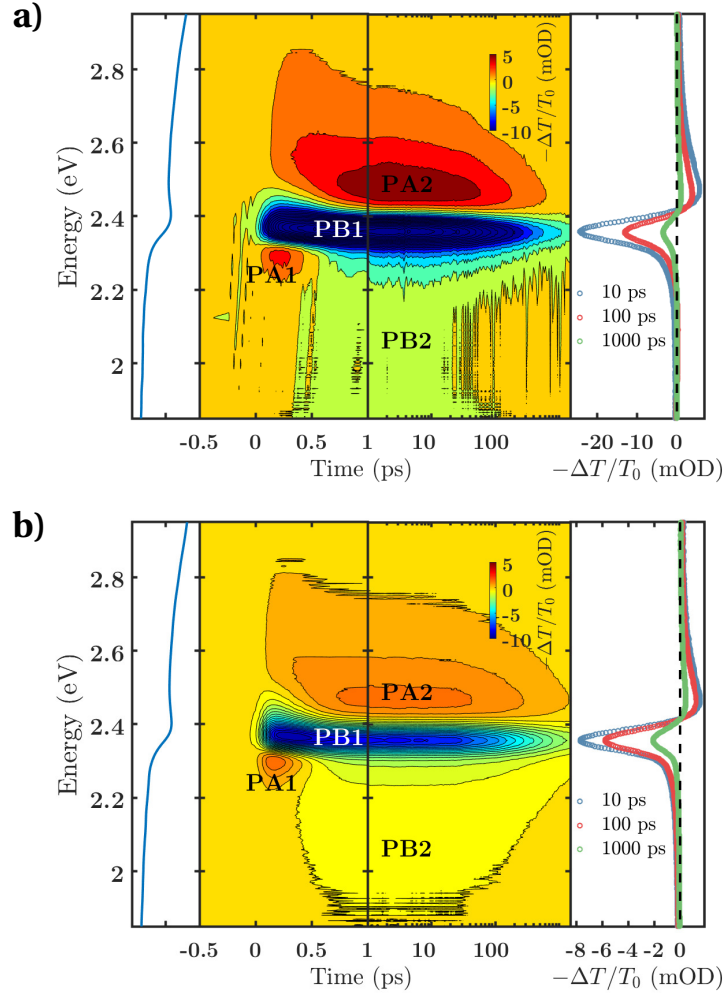 a)
Energy (eV)
2.8
2.6
2.4
2.2
2
5
0
-5
-10
−ΔT/T0 (mOD)
PA2
PB1
PA1
PB2
10 ps
100 ps
1000 ps
-0.5 0 0.5 1 10 100
-20 -10 0
Time (ps)
−ΔT/T0 (mOD)
b)
Energy (eV)
2.8
2.6
2.4
2.2
2
5
0
-5
-10
−ΔT/T0 (mOD)
PA2
PB1
PA1
PB2
10 ps
100 ps
1000 ps
-0.5 0 0.5 1 10 100
-8 -6 -4 -2 0
Time (ps)
−ΔT/T0 (mOD)